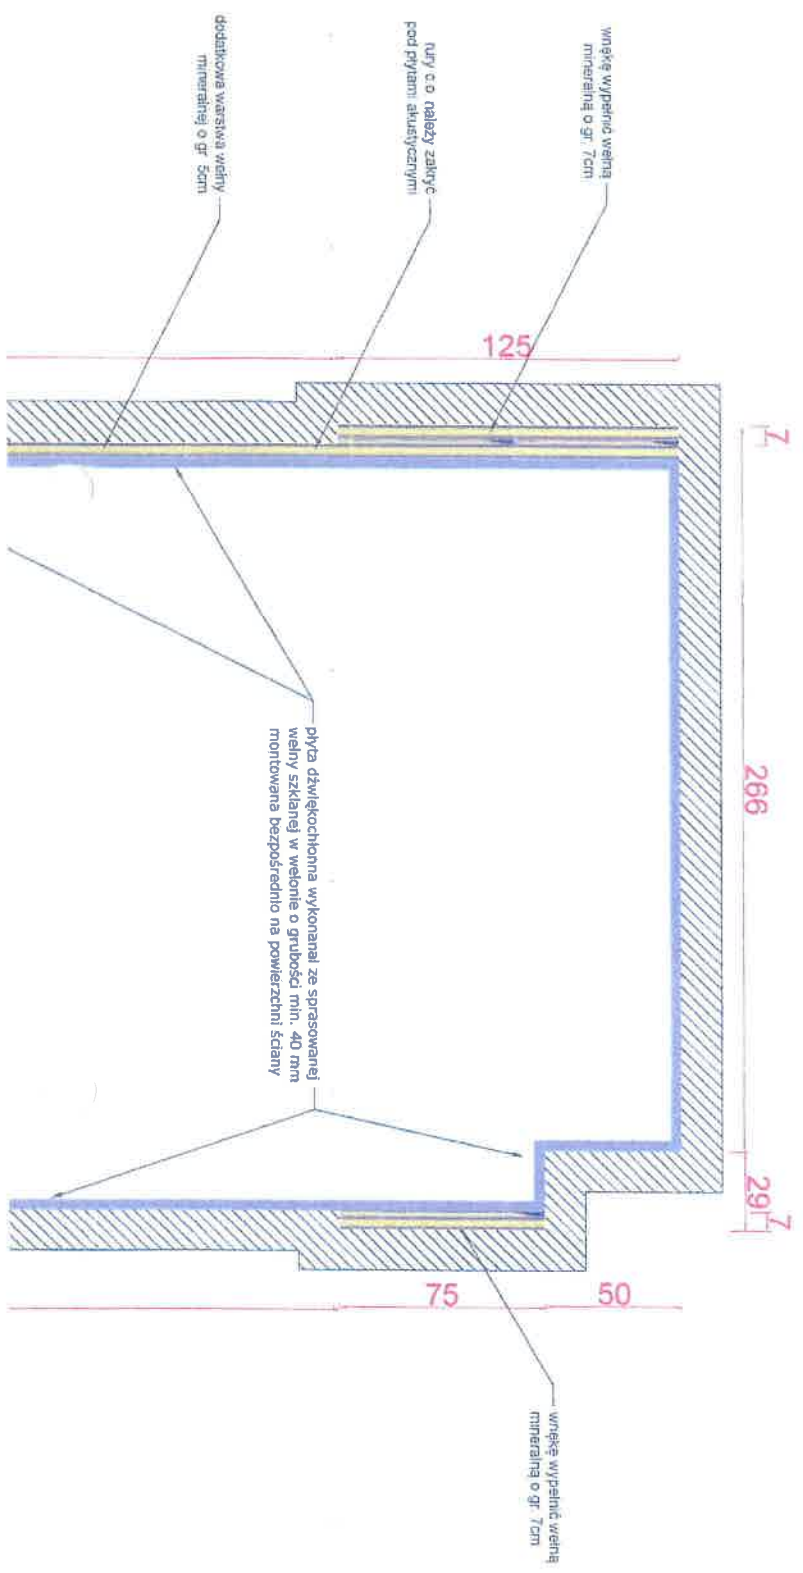 wnękę wypełnić wełną
mineralną o gr. 7cm
rury c.o należy zakryć
pod płytami akustycznymi
dodatkowa warstwa wełny
mineralnej o gr 5cm
125
7
266
29
7
płyta dźwiękochłonna wykonanał ze sprasowanej
wełny szklanej w welonie o grubości min. 40 mm
montowana bezpośrednio na powierzchni ściany
75
50
wnękę wypełnić wełną
mineralną o gr. 7cm